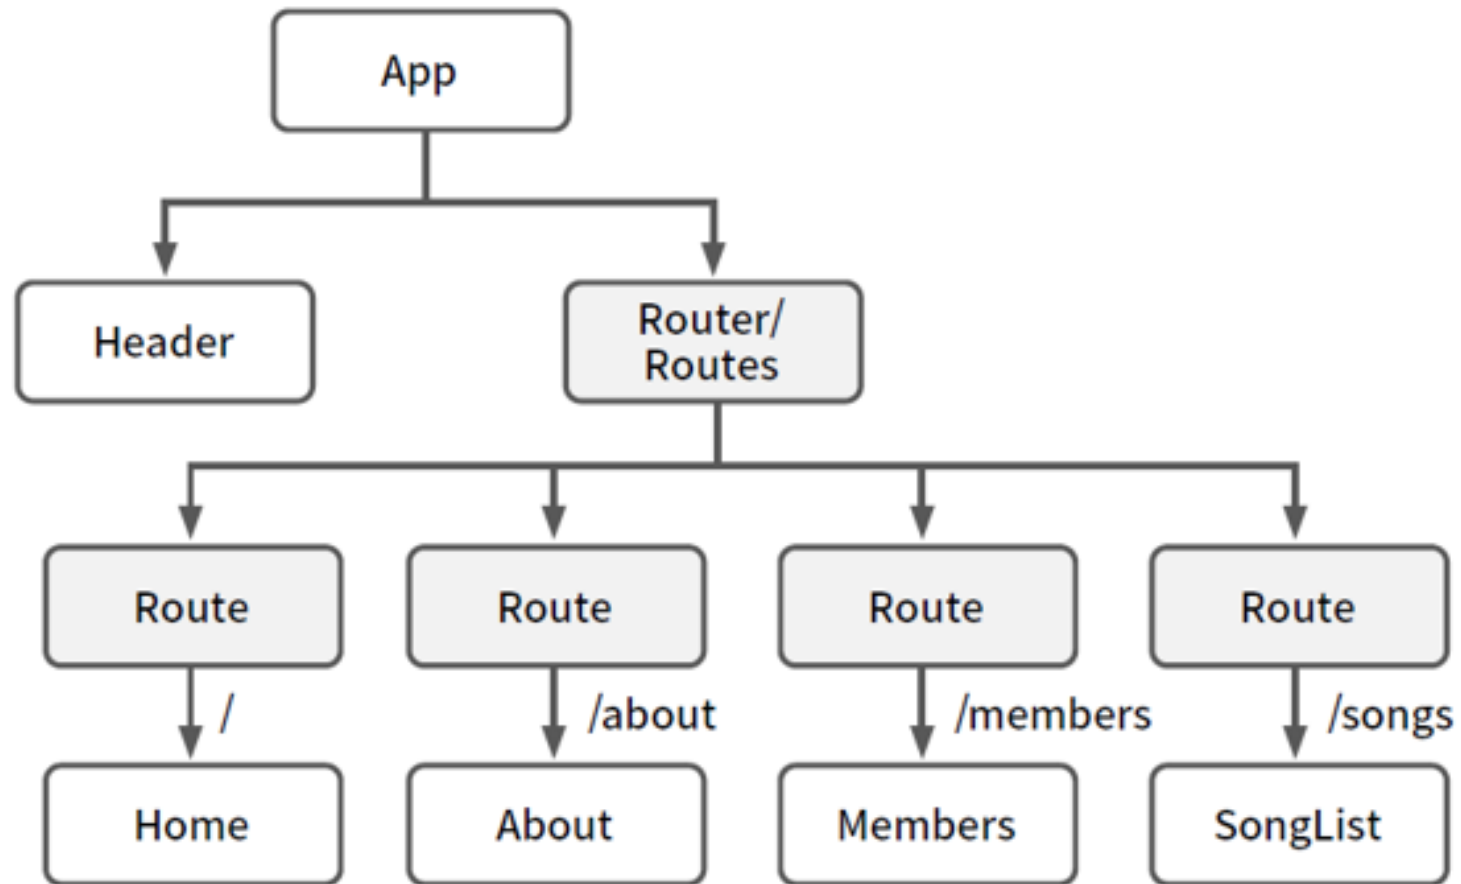 App
Header
Router/
Routes
Route
Route
Route
Route
/
/about
/members
/songs
Home
About
Members
SongList